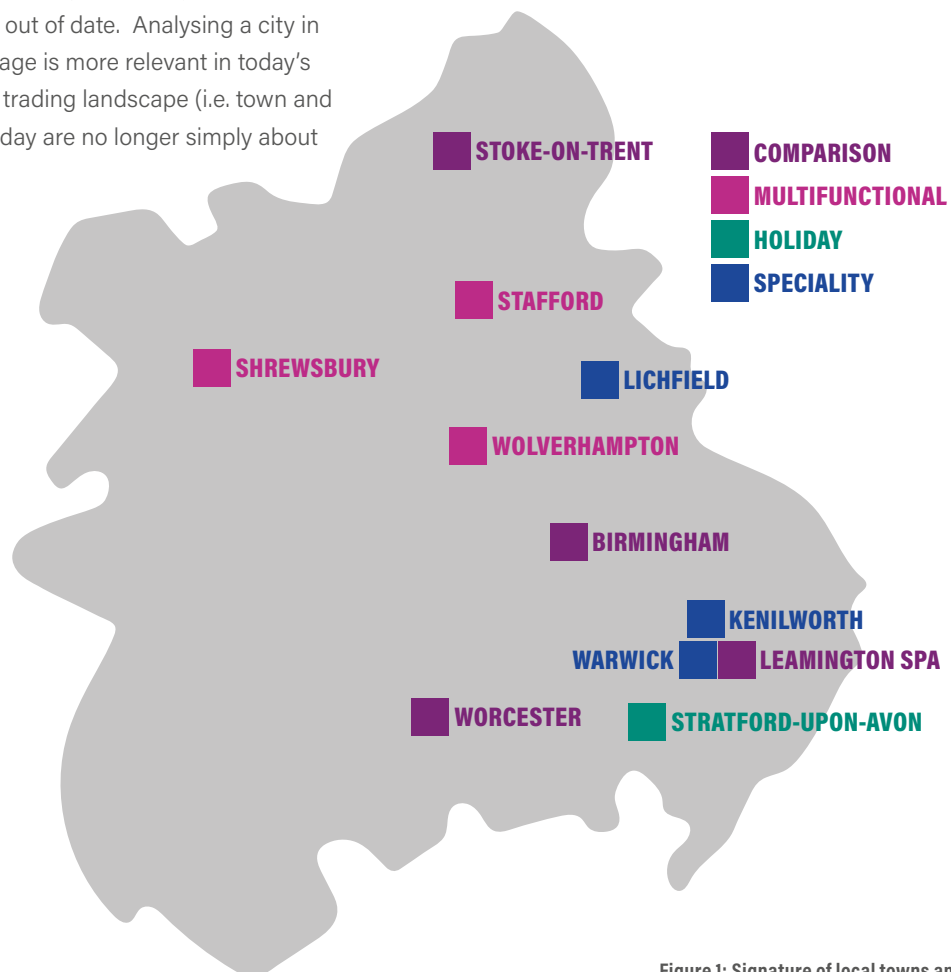 out of date. Analysing a city in
age is more relevant in today's
trading landscape (i.e. town and
day are no longer simply about
STOKE-ON-TRENT
COMPARISON
MULTIFUNCTIONAL
HOLIDAY
SPECIALITY
STAFFORD
SHREWSBURY
LICHFIELD
WOLVERHAMPTON
BIRMINGHAM
KENILWORTH
WARWICK
LEAMINGTON SPA
WORCESTER
STRATFORD-UPON-AVON
Figure 1: Signature of local towns